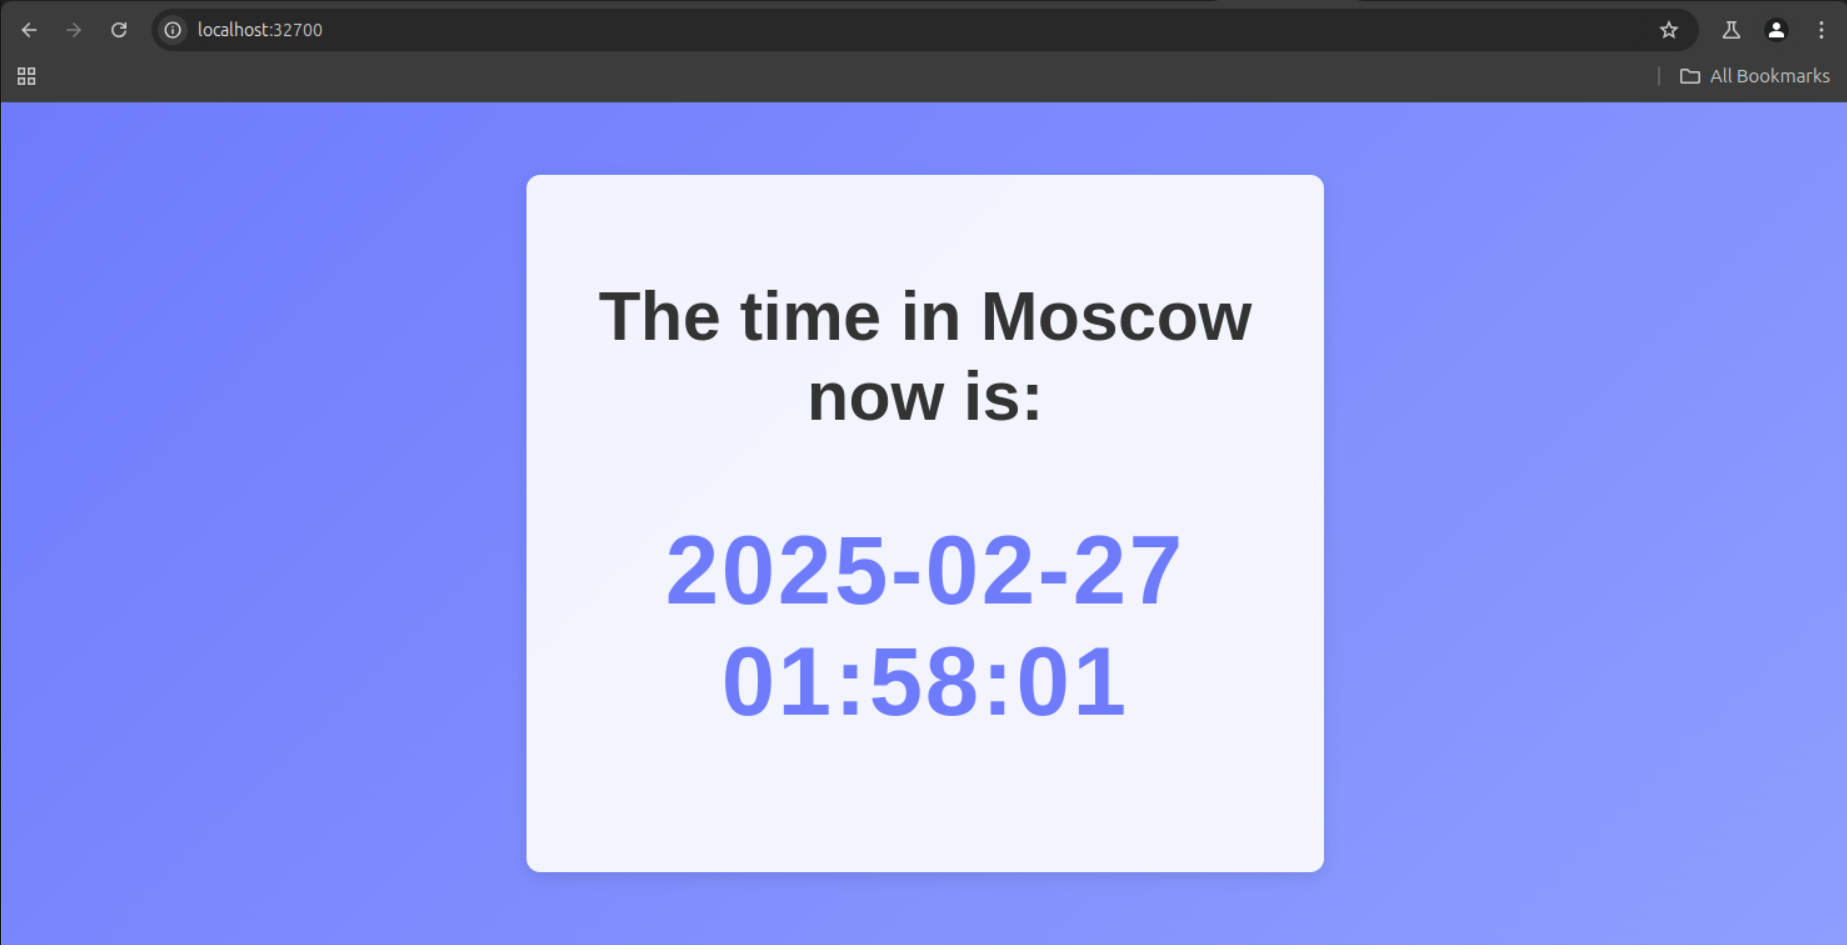 localhost:32700
All Bookmarks
The time in Moscow
now is:
2025-02-27
01:58:01